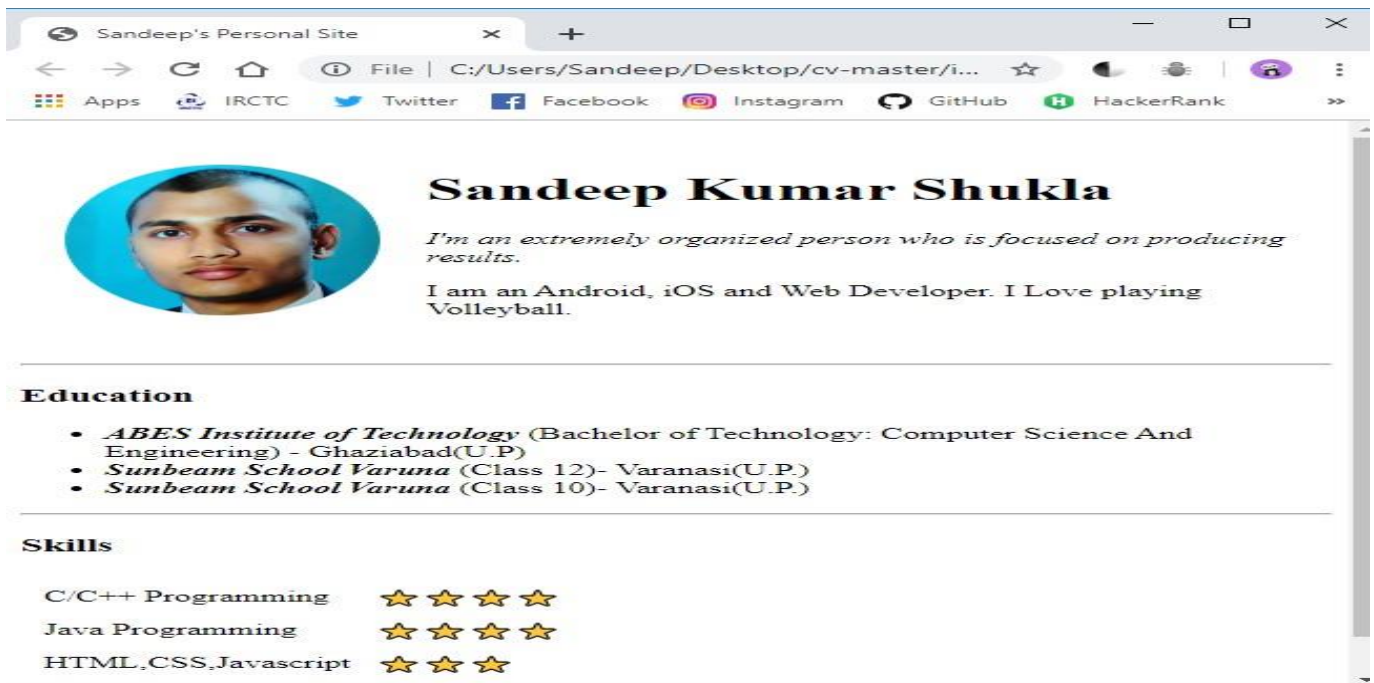 Sandeep's Personal Site
File | C:/Users/Sandeep/Desktop/cv-master/i...
Apps IRCTC Twitter Facebook Instagram GitHub HackerRank »
Sandeep Kumar Shukla
I'm an extremely organized person who is focused on producing
results.
I am an Android, iOS and Web Developer. I Love playing
Volleyball.
Education
• ABES Institute of Technology (Bachelor of Technology: Computer Science And
Engineering) - Ghaziabad(U.P)
• Sunbeam School Varuna (Class 12)- Varanasi(U.P.)
• Sunbeam School Varuna (Class 10)- Varanasi(U.P.)
Skills
C/C++ Programming
Java Programming
HTML,CSS,Javascript